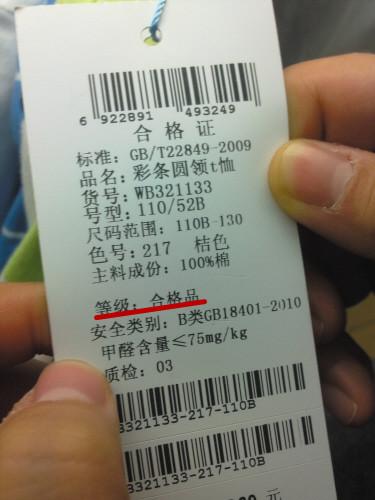 6 922891 493249
合格证
标准: GB/T22849-2009
品名: 彩条圆领t恤
货号: WB321133
号型: 110/52B
尺码范围: 110B-130
色号: 217 桔色
主料成份: 100%棉
等级: 合格品
安全类别: B类GB18401-2010
甲醛含量≤75mg/kg
质检: 03
B321133-217-110B
321133-217-110B
元